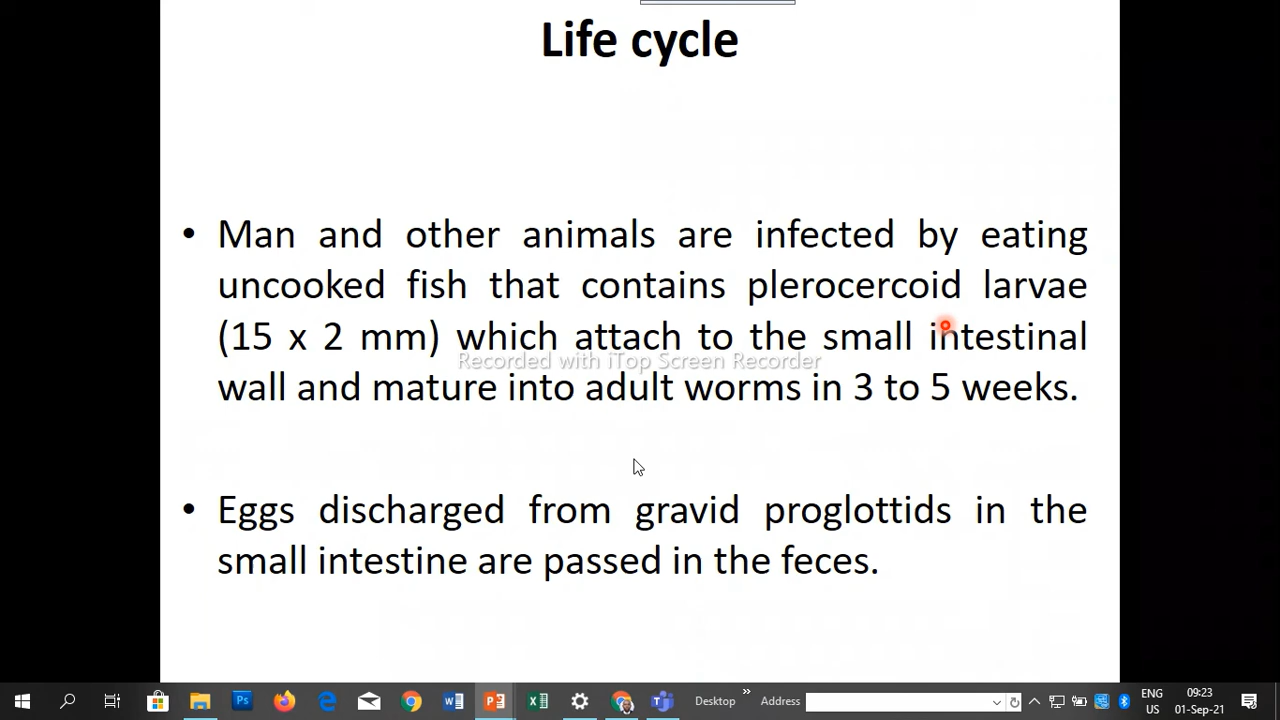 Life cycle
• Man and other animals are infected by eating
uncooked fish that contains plerocercoid larvae
(15 x 2 mm) which attach to the small intestinal
Recorded with iTop Screen Recorder
wall and mature into adult worms in 3 to 5 weeks.
• Eggs discharged from gravid proglottids in the
small intestine are passed in the feces.
Desktop
Address
ENG
US
09:23
01-Sep-21